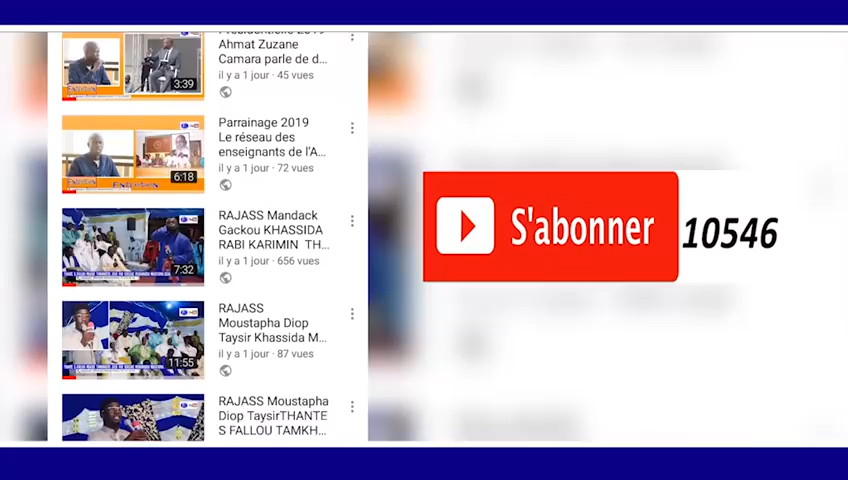 Ahmat Zuzane
Camara parle de d...
il y a 1 jour · 45 vues
3:39
Parrainage 2019
Le réseau des
enseignants de l'A...
il y a 1 jour · 72 vues
6:18
RAJASS Mandack
Gackou KHASSIDA
RABI KARIMIN TH...
il y a 1 jour · 656 vues
7:32
RAJASS
Moustapha Diop
Taysir Khassida M...
il y a 1 jour · 87 vues
11:55
RAJASS Moustapha
Diop TaysirTHANTE
S FALLOU TAMKH...
S'abonner
10546